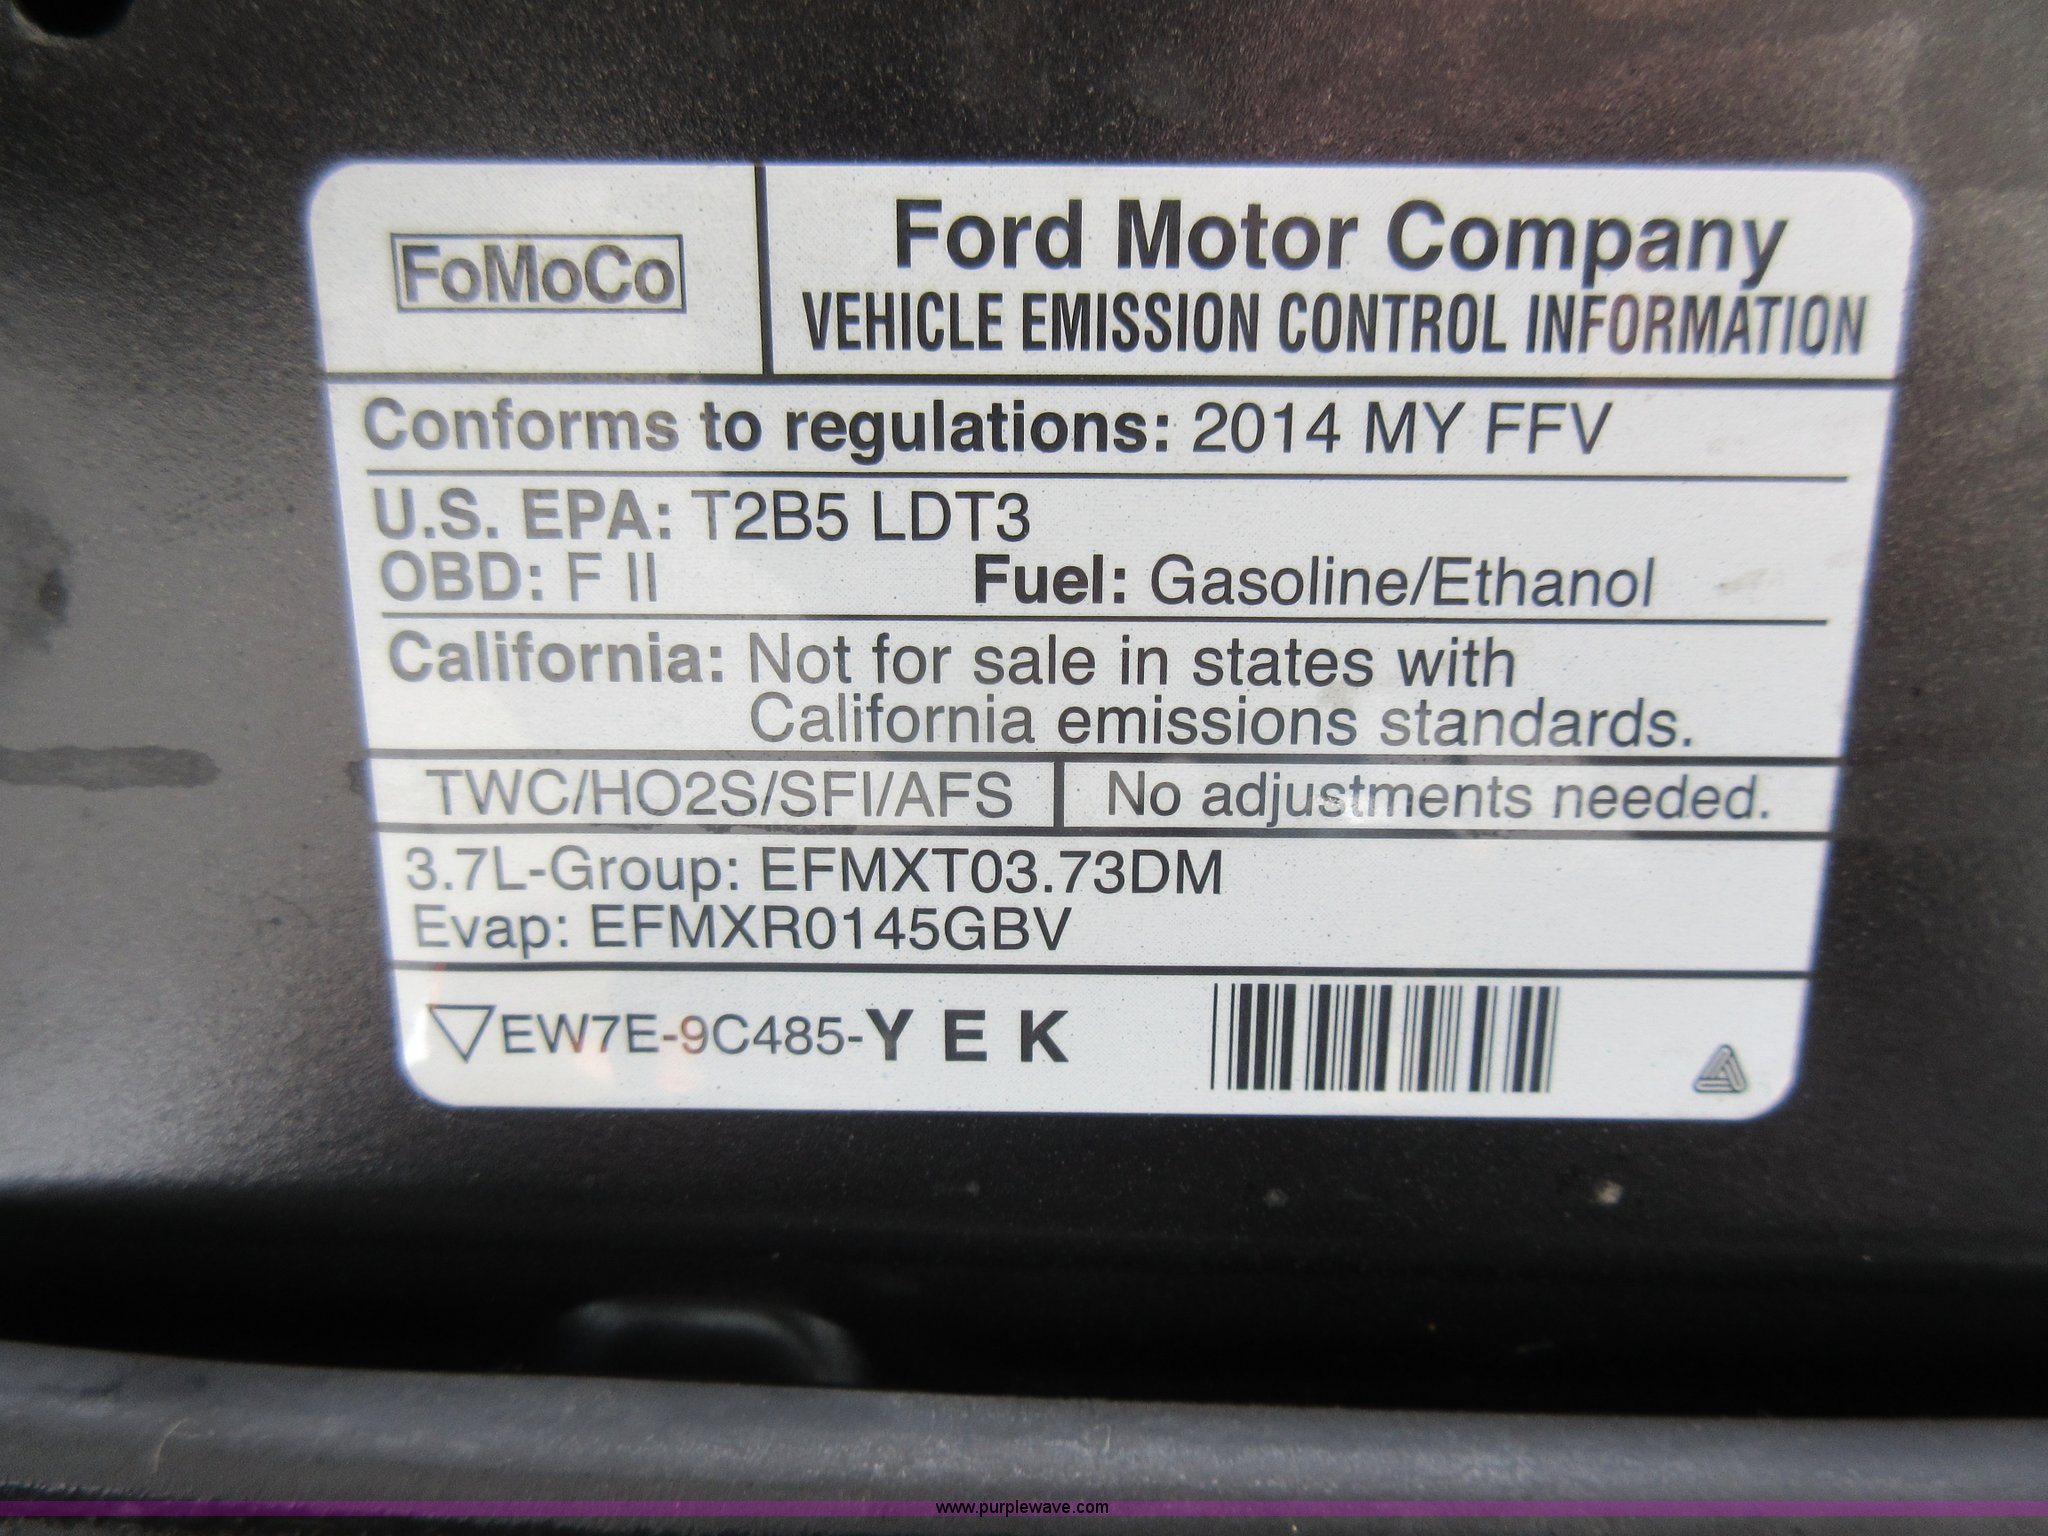 FoMoCo
Ford Motor Company
VEHICLE EMISSION CONTROL INFORMATION
Conforms to regulations: 2014 MY FFV
U.S. EPA: T2B5 LDT3
OBD: F II Fuel: Gasoline/Ethanol
California: Not for sale in states with
California emissions standards.
TWC/HO2S/SFI/AFS No adjustments needed.
3.7L-Group: EFMXT03.73DM
Evap: EFMXR0145GBV
EW7E-9C485-Y E K
www.purplewave.com